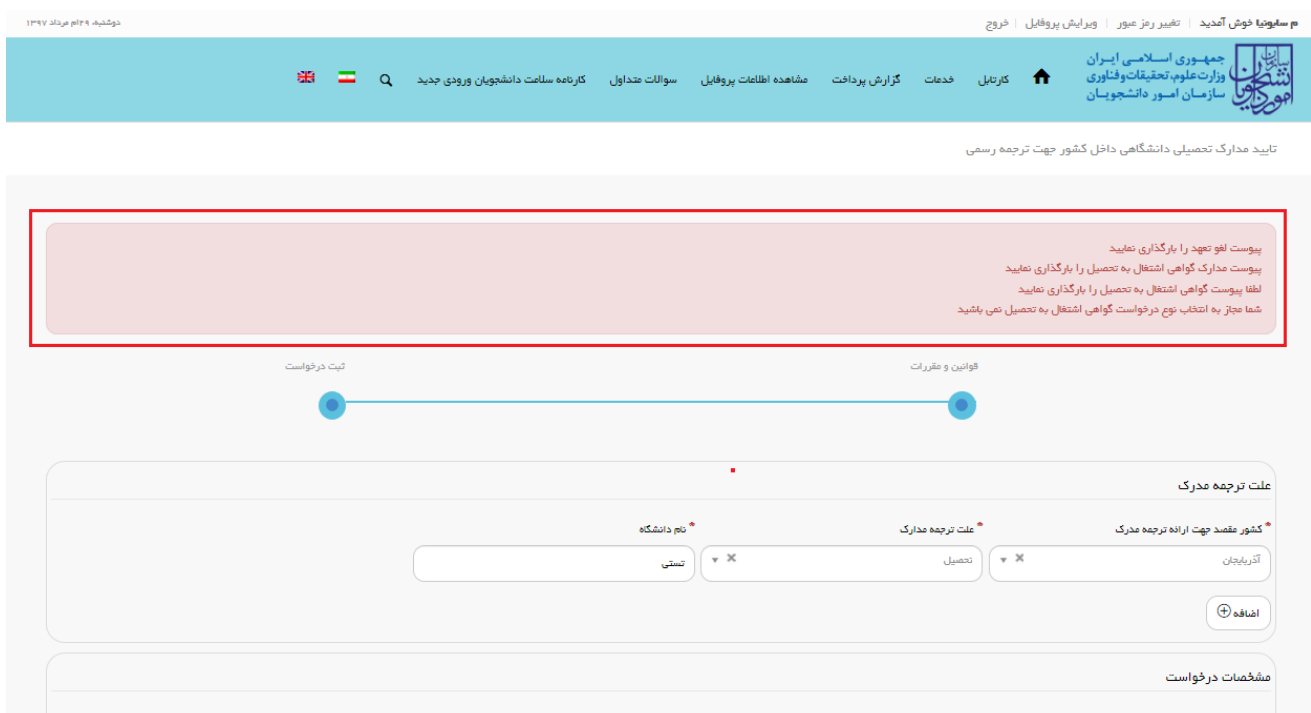 م سابونیا خوش آمدید | تغییر رمز عبور | ویرایش پروفایل | خروج
دوشنبه، ۲۹ام مرداد ۱۳۹۷
سازمان امور دانشجویان
جمهوری اسلامی ایران
وزارت علوم، تحقیقات و فناوری
سازمان امور دانشجویان
کارتابل خدمات گزارش پرداخت مشاهده اطلاعات پروفایل سوالات متداول کارنامه سلامت دانشجویان ورودی جدید
تایید مدارک تحصیلی دانشگاهی داخل کشور جهت ترجمه رسمی
پیوست لغو تعهد را بارگذاری نمایید
پیوست مدارک گواهی اشتغال به تحصیل را بارگذاری نمایید
لطفا پیوست گواهی اشتغال به تحصیل را بارگذاری نمایید
شما مجاز به انتخاب نوع درخواست گواهی اشتغال به تحصیل نمی باشید
قوانین و مقررات
ثبت درخواست
علت ترجمه مدرک
* کشور مقصد جهت ارائه ترجمه مدرک
* علت ترجمه مدارک
* نام دانشگاه
آذربایجان
تحصیل
تستی
اضافه
مشخصات درخواست